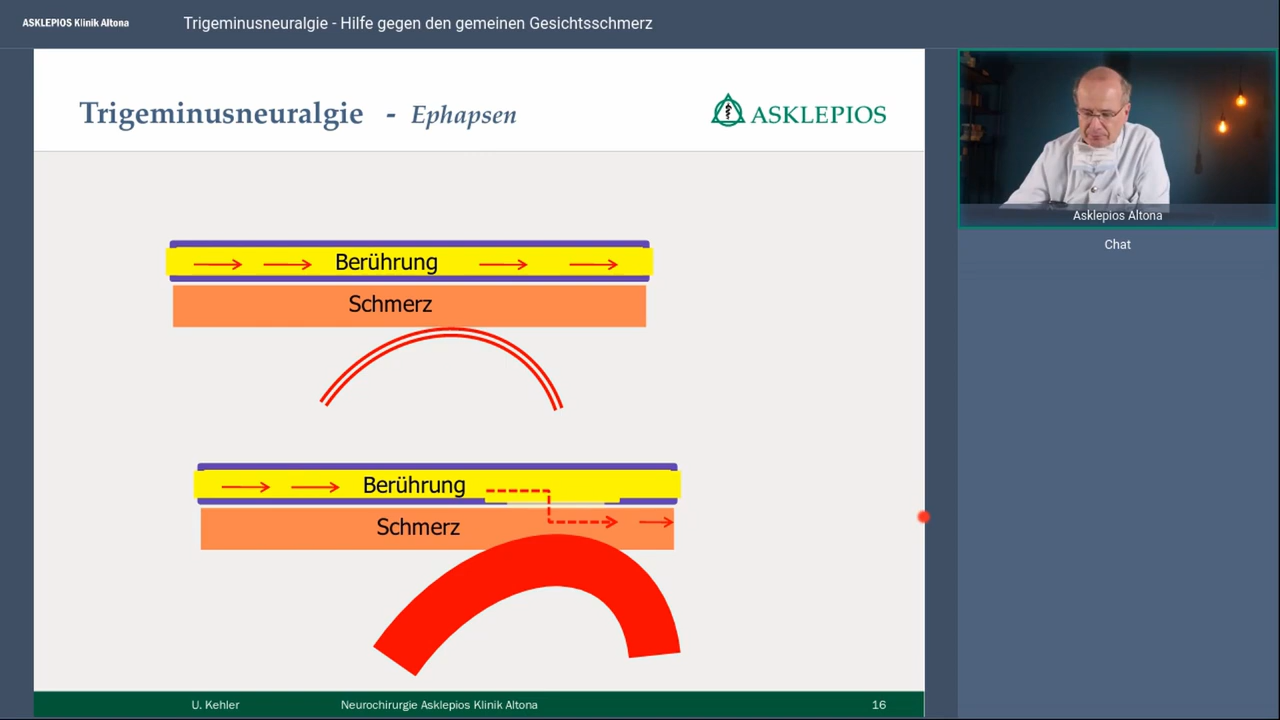 ASKLEPIOS Klinik Altona
Trigeminusneuralgie - Hilfe gegen den gemeinen Gesichtsschmerz
Trigeminusneuralgie - Ephapsen
ASKLEPIOS
Berührung
Schmerz
Berührung
Schmerz
U. Kehler Neurochirurgie Asklepios Klinik Altona 16
Asklepios Altona
Chat